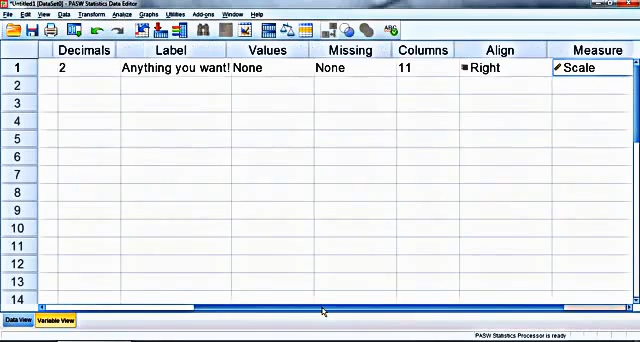 *Untitled1 [DataSet0] - PASW Statistics Data Editor
File Edit View Data Transform Analyze Graphs Utilities Add-ons Window Help
Decimals Label Values Missing Columns Align Measure
1 2 Anything you want! None None 11 Right Scale
2
3
4
5
6
7
8
9
10
11
12
13
14
Data View Variable View
PASW Statistics Processor is ready